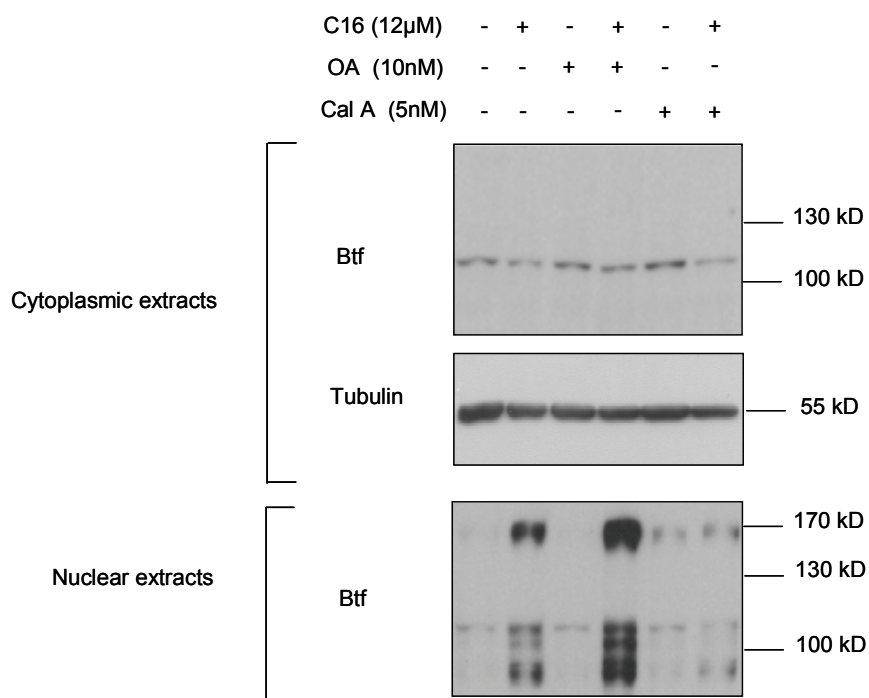 C16 (12µM) - + - + - +
OA (10nM) - - + + - -
Cal A (5nM) - - - - + +
130 kD
Btf
100 kD
Cytoplasmic extracts
Tubulin
55 kD
170 kD
130 kD
Nuclear extracts
Btf
100 kD